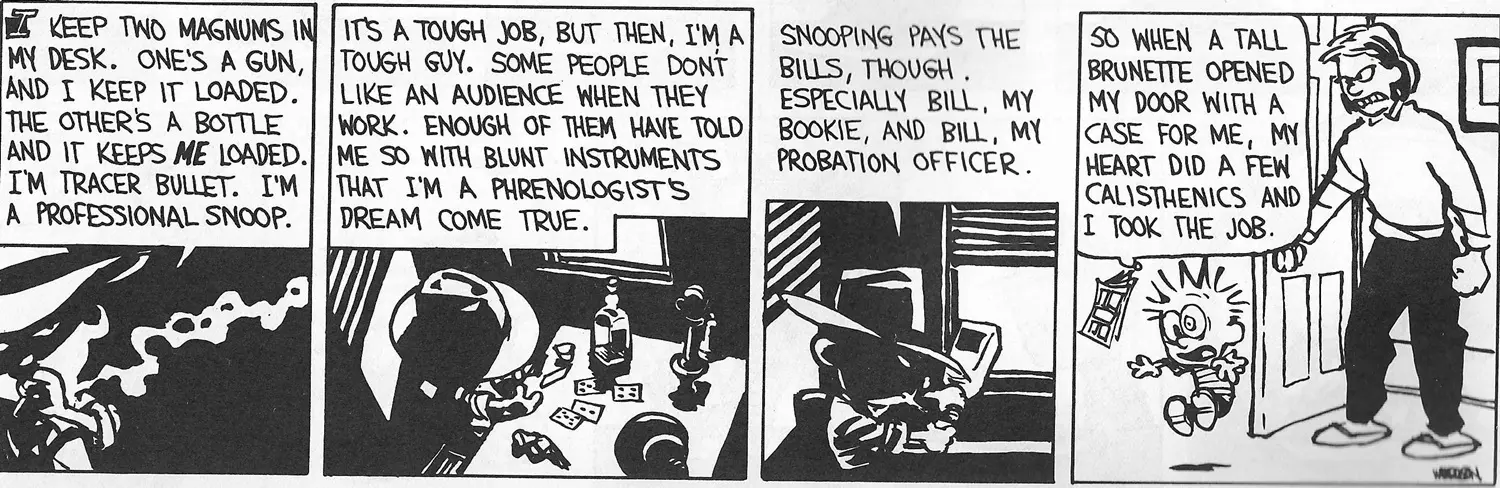 I KEEP TWO MAGNUMS IN
MY DESK. ONE'S A GUN,
AND I KEEP IT LOADED.
THE OTHER'S A BOTTLE
AND IT KEEPS ME LOADED.
I'M TRACER BULLET. I'M
A PROFESSIONAL SNOOP.
IT'S A TOUGH JOB, BUT THEN, I'M A
TOUGH GUY. SOME PEOPLE DON'T
LIKE AN AUDIENCE WHEN THEY
WORK. ENOUGH OF THEM HAVE TOLD
ME SO WITH BLUNT INSTRUMENTS
THAT I'M A PHRENOLOGIST'S
DREAM COME TRUE.
SNOOPING PAYS THE
BILLS, THOUGH.
ESPECIALLY BILL, MY
BOOKIE, AND BILL, MY
PROBATION OFFICER.
SO WHEN A TALL
BRUNETTE OPENED
MY DOOR WITH A
CASE FOR ME, MY
HEART DID A FEW
CALISTHENICS AND
I TOOK THE JOB.
WATTERSON